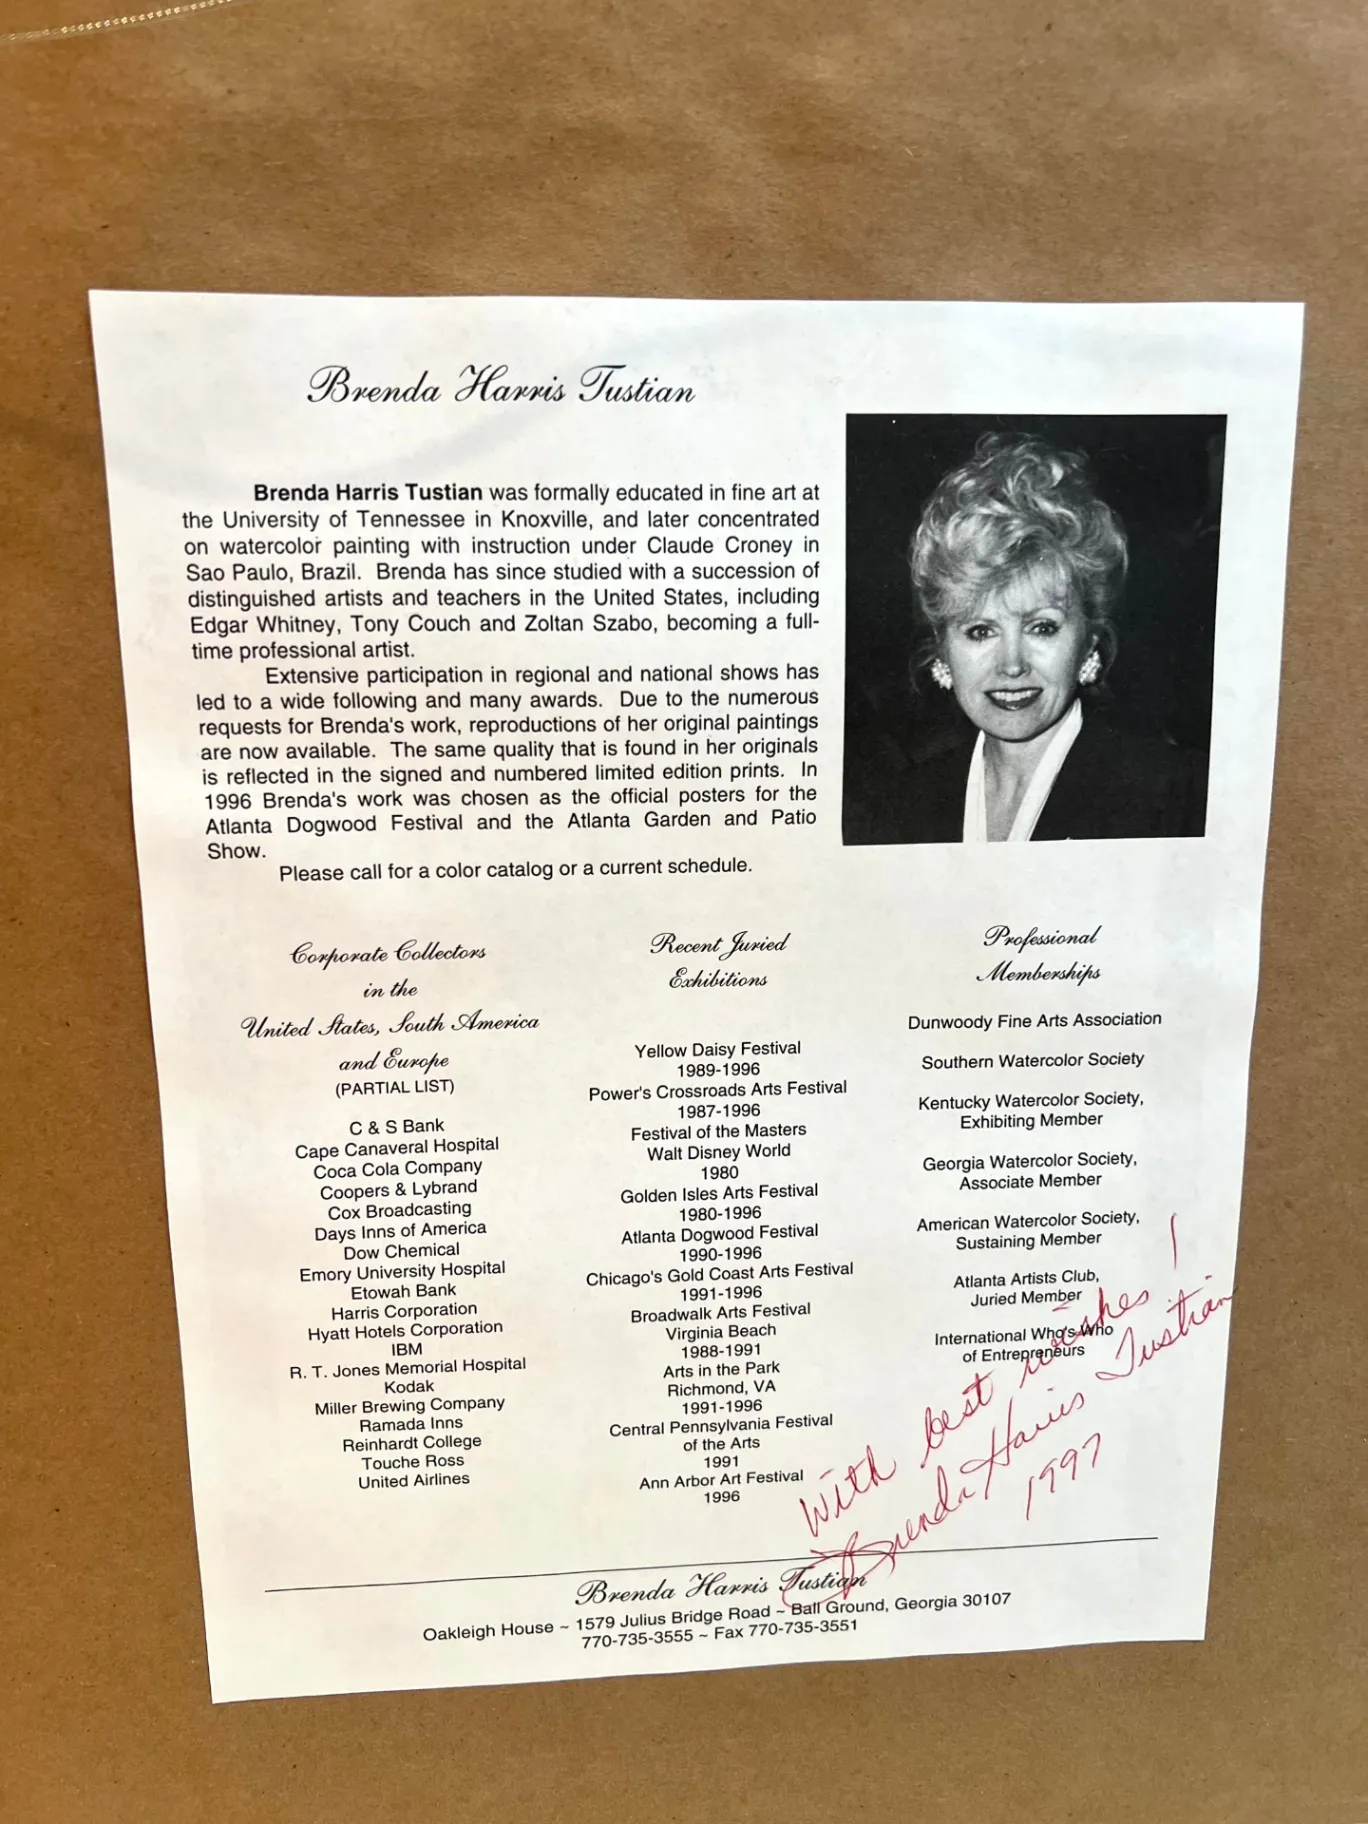 Brenda Harris Tustian
Brenda Harris Tustian was formally educated in fine art at
the University of Tennessee in Knoxville, and later concentrated
on watercolor painting with instruction under Claude Croney in
Sao Paulo, Brazil. Brenda has since studied with a succession of
distinguished artists and teachers in the United States, including
Edgar Whitney, Tony Couch and Zoltan Szabo, becoming a full-
time professional artist.
Extensive participation in regional and national shows has
led to a wide following and many awards. Due to the numerous
requests for Brenda's work, reproductions of her original paintings
are now available. The same quality that is found in her originals
is reflected in the signed and numbered limited edition prints. In
1996 Brenda's work was chosen as the official posters for the
Atlanta Dogwood Festival and the Atlanta Garden and Patio
Show.
Please call for a color catalog or a current schedule.
Corporate Collectors
in the
United States, South America
and Europe
(PARTIAL LIST)
C & S Bank
Cape Canaveral Hospital
Coca Cola Company
Coopers & Lybrand
Cox Broadcasting
Days Inns of America
Dow Chemical
Emory University Hospital
Etowah Bank
Harris Corporation
Hyatt Hotels Corporation
IBM
R. T. Jones Memorial Hospital
Kodak
Miller Brewing Company
Ramada Inns
Reinhardt College
Touche Ross
United Airlines
Recent Juried
Exhibitions
Yellow Daisy Festival
1989-1996
Power's Crossroads Arts Festival
1987-1996
Festival of the Masters
Walt Disney World
1980
Golden Isles Arts Festival
1980-1996
Atlanta Dogwood Festival
1990-1996
Chicago's Gold Coast Arts Festival
1991-1996
Broadwalk Arts Festival
Virginia Beach
1988-1991
Arts in the Park
Richmond, VA
1991-1996
Central Pennsylvania Festival
of the Arts
1991
Ann Arbor Art Festival
1996
Professional
Memberships
Dunwoody Fine Arts Association
Southern Watercolor Society
Kentucky Watercolor Society,
Exhibiting Member
Georgia Watercolor Society,
Associate Member
American Watercolor Society,
Sustaining Member
Atlanta Artists Club,
Juried Member
International Who's Who
of Entrepreneurs
With best wishes!
Brenda Harris Tustian
1997
Brenda Harris Tustian
Oakleigh House ~ 1579 Julius Bridge Road ~ Ball Ground, Georgia 30107
770-735-3555 ~ Fax 770-735-3551